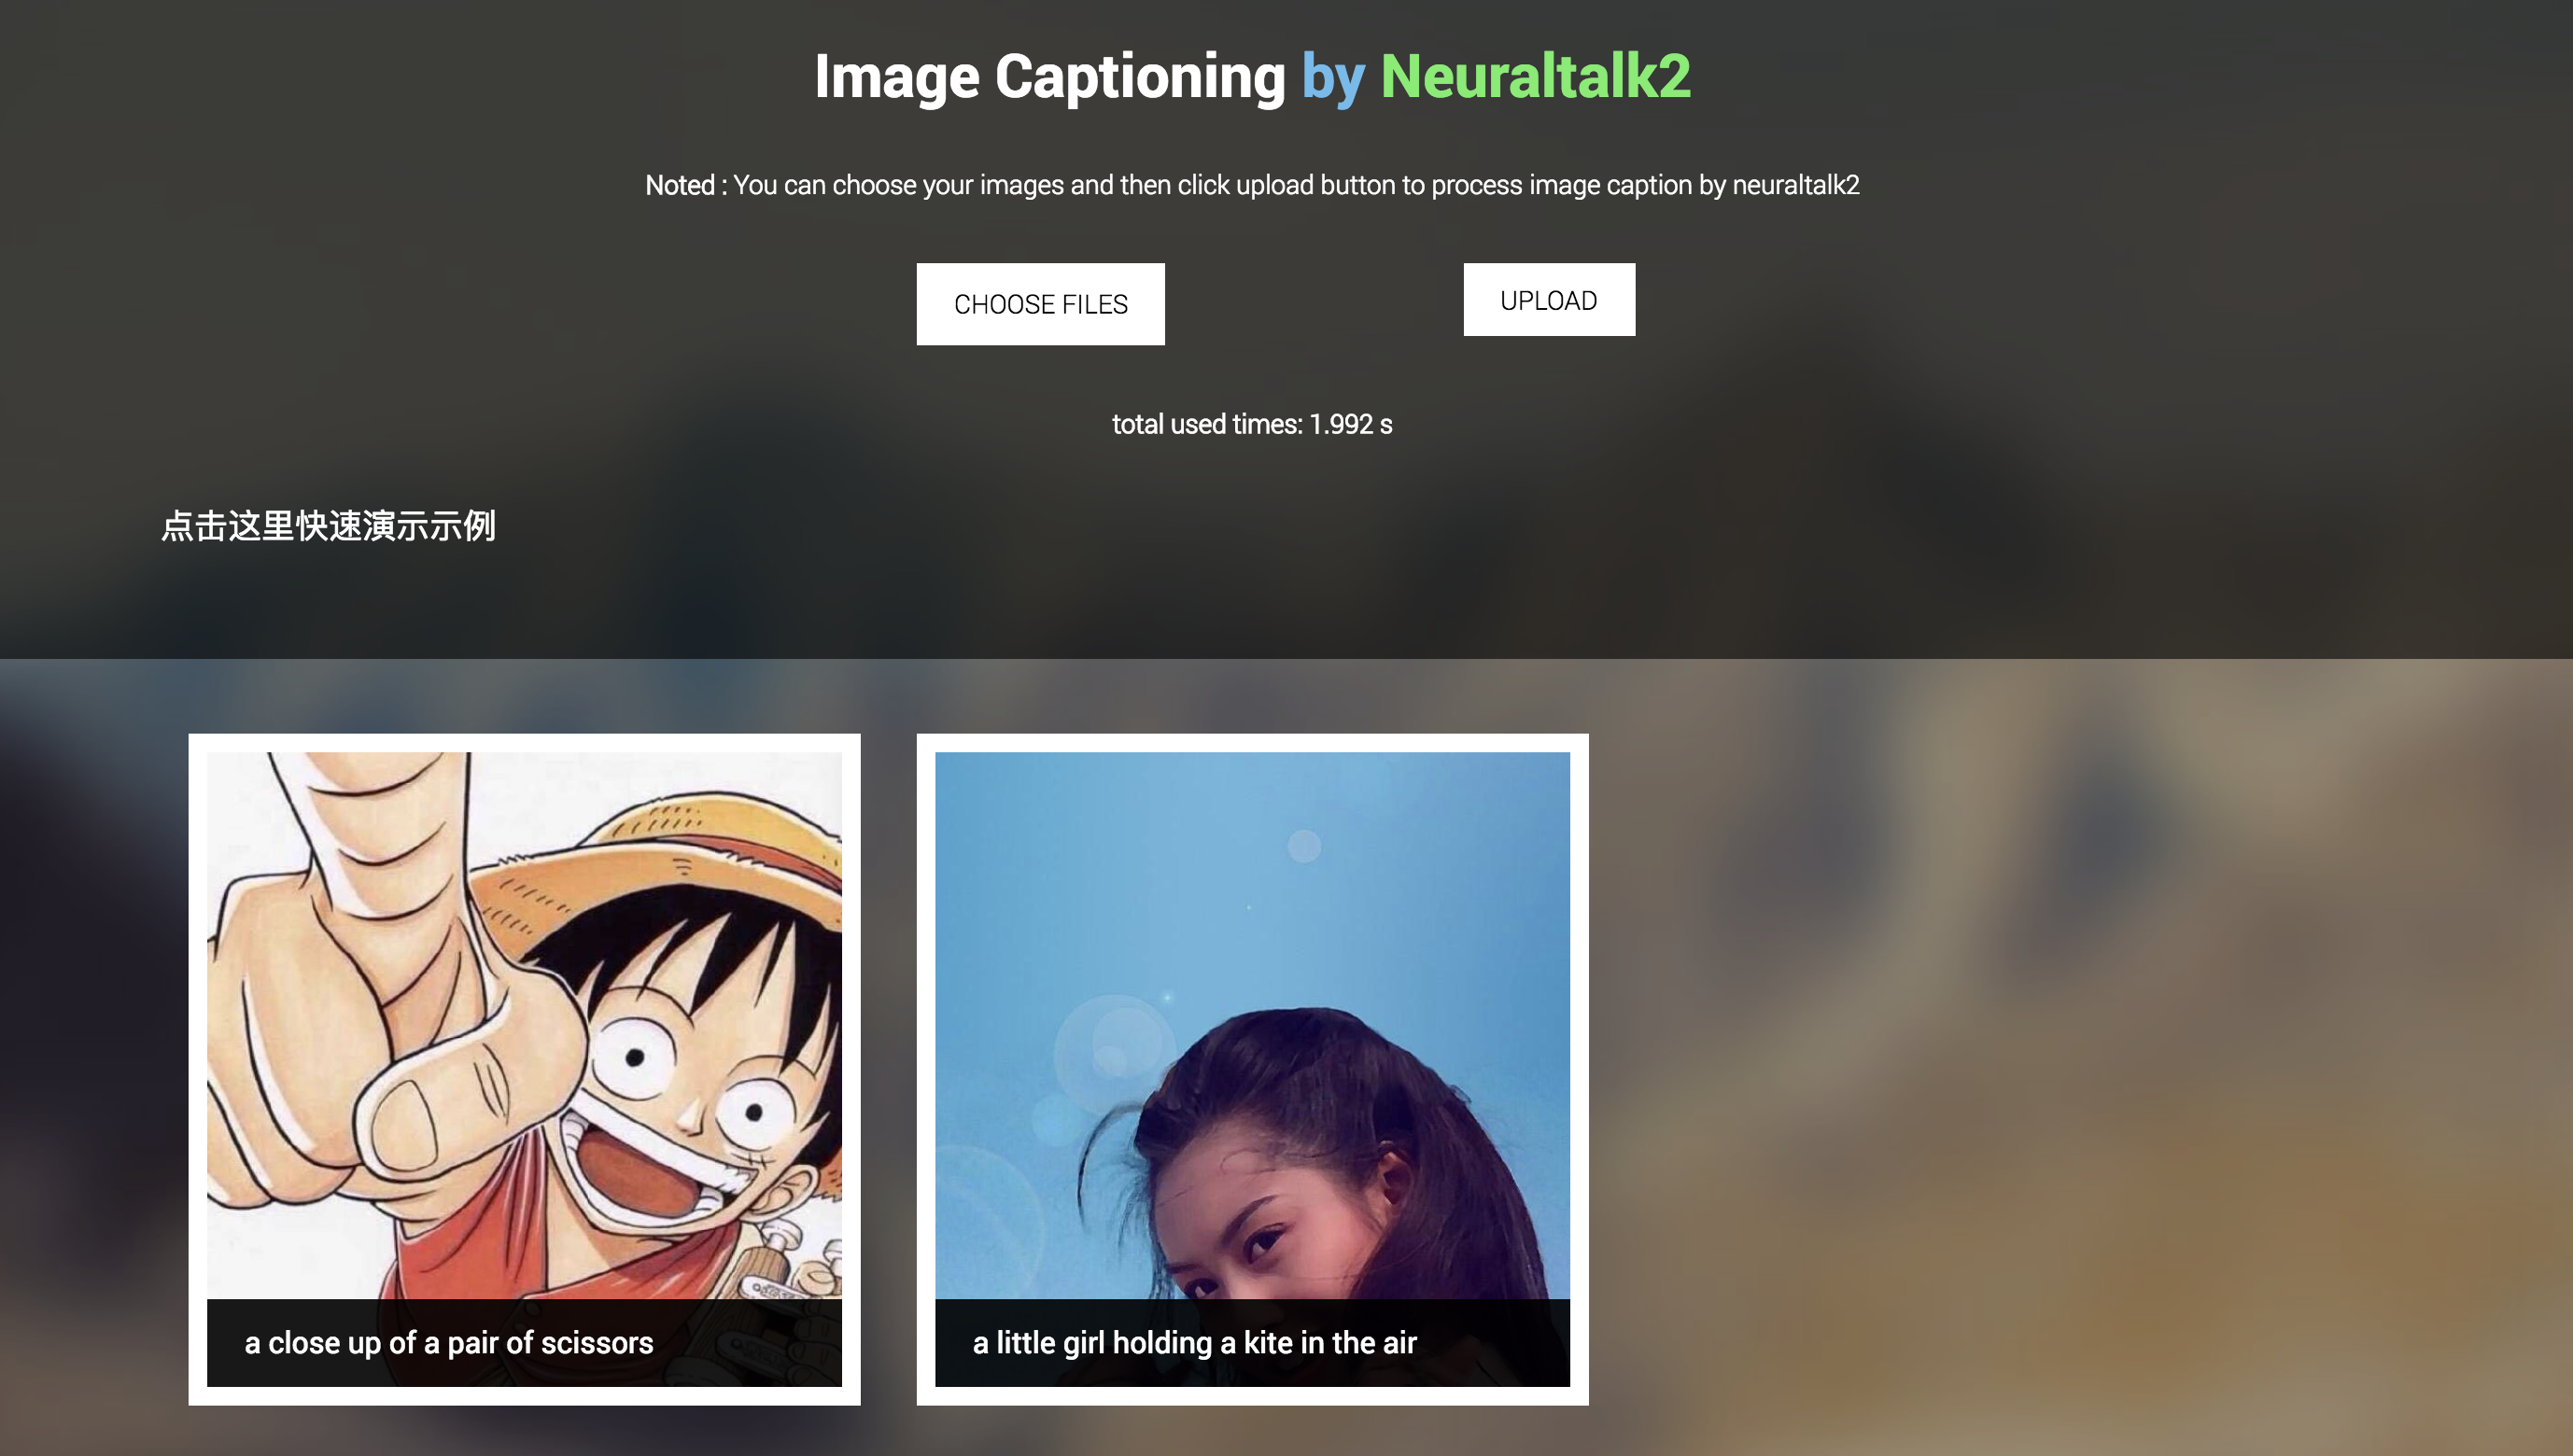 Image Captioning by Neuraltalk2
Noted : You can choose your images and then click upload button to process image caption by neuraltalk2
CHOOSE FILES
UPLOAD
total used times: 1.992 s
点击这里快速演示示例
a close up of a pair of scissors
a little girl holding a kite in the air